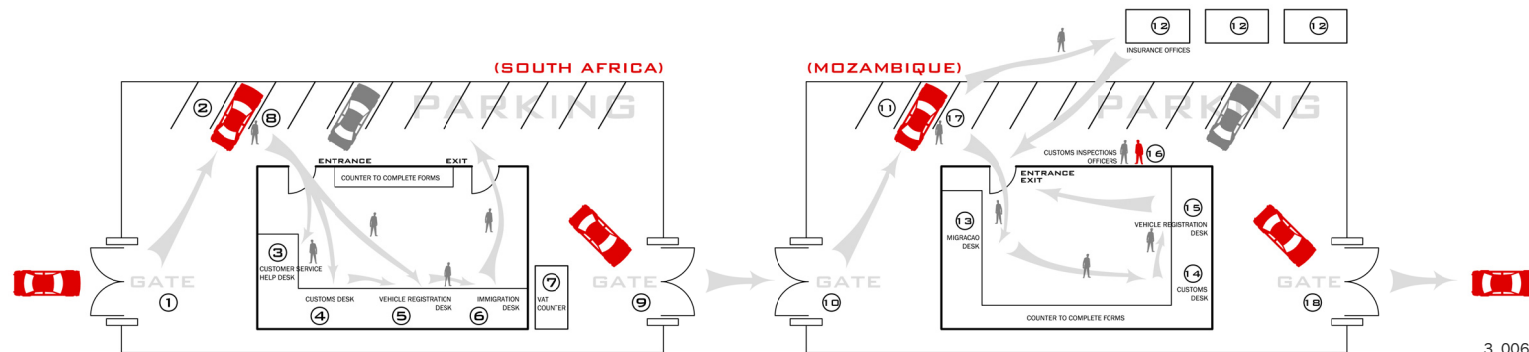 12
12
12
INSURANCE OFFICES
(SOUTH AFRICA)
(MOZAMBIQUE)
2
8
PARKING
11
17
PARKING
ENTRANCE
EXIT
COUNTER TO COMPLETE FORMS
CUSTOMS INSPECTIONS
OFFICERS
16
ENTRANCE
EXIT
3
CUSTOMER SERVICE
HELP DESK
13
MIGRACAO
DESK
15
VEHICLE REGISTRATION
DESK
GATE
1
7
VAT
COUNTER
GATE
9
GATE
10
14
CUSTOMS
DESK
GATE
18
CUSTOMS DESK
4
VEHICLE REGISTRATION
DESK
5
IMMIGRATION
DESK
6
COUNTER TO COMPLETE FORMS
3_006